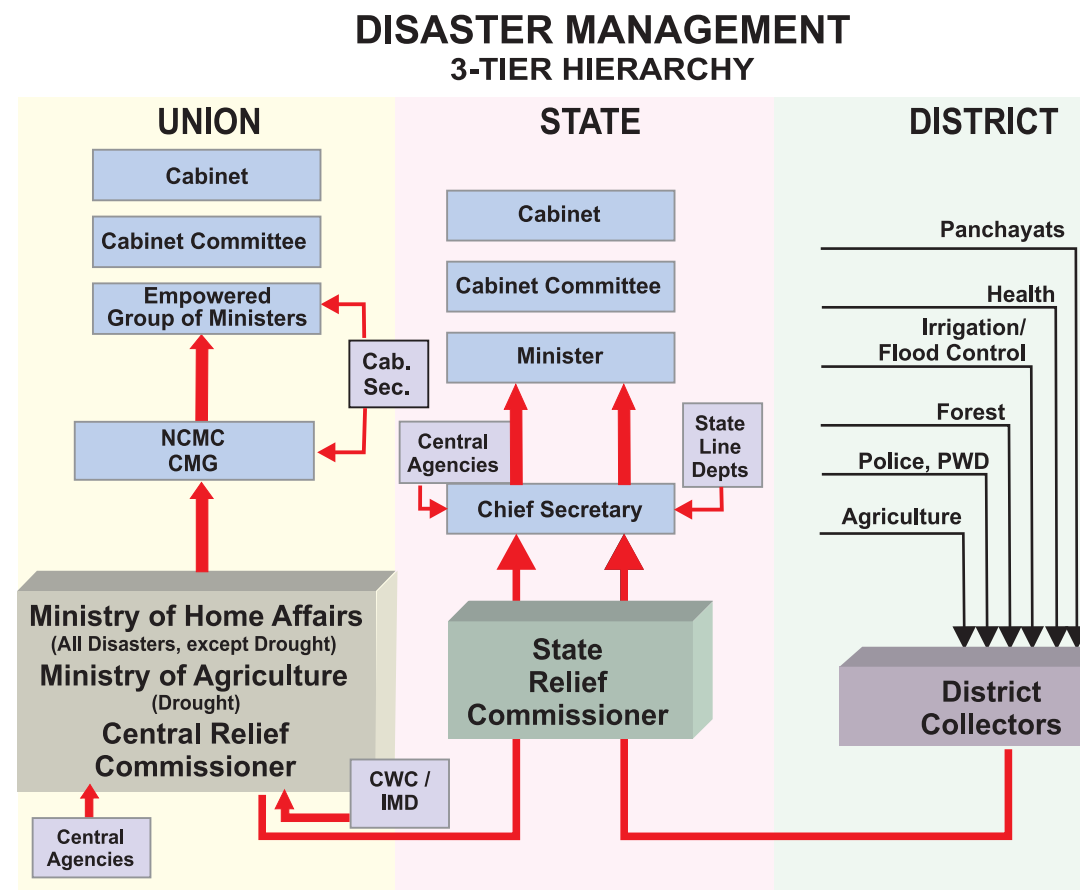 DISASTER MANAGEMENT
3-TIER HIERARCHY
UNION
Cabinet
Cabinet Committee
Empowered
Group of Ministers
Cab.
Sec.
NCMC
CMG
Ministry of Home Affairs
(All Disasters, except Drought)
Ministry of Agriculture
(Drought)
Central Relief
Commissioner
CWC /
IMD
Central
Agencies
STATE
Cabinet
Cabinet Committee
Minister
Central
Agencies
State
Line
Depts
Chief Secretary
State
Relief
Commissioner
DISTRICT
Panchayats
Health
Irrigation/
Flood Control
Forest
Police, PWD
Agriculture
District
Collectors